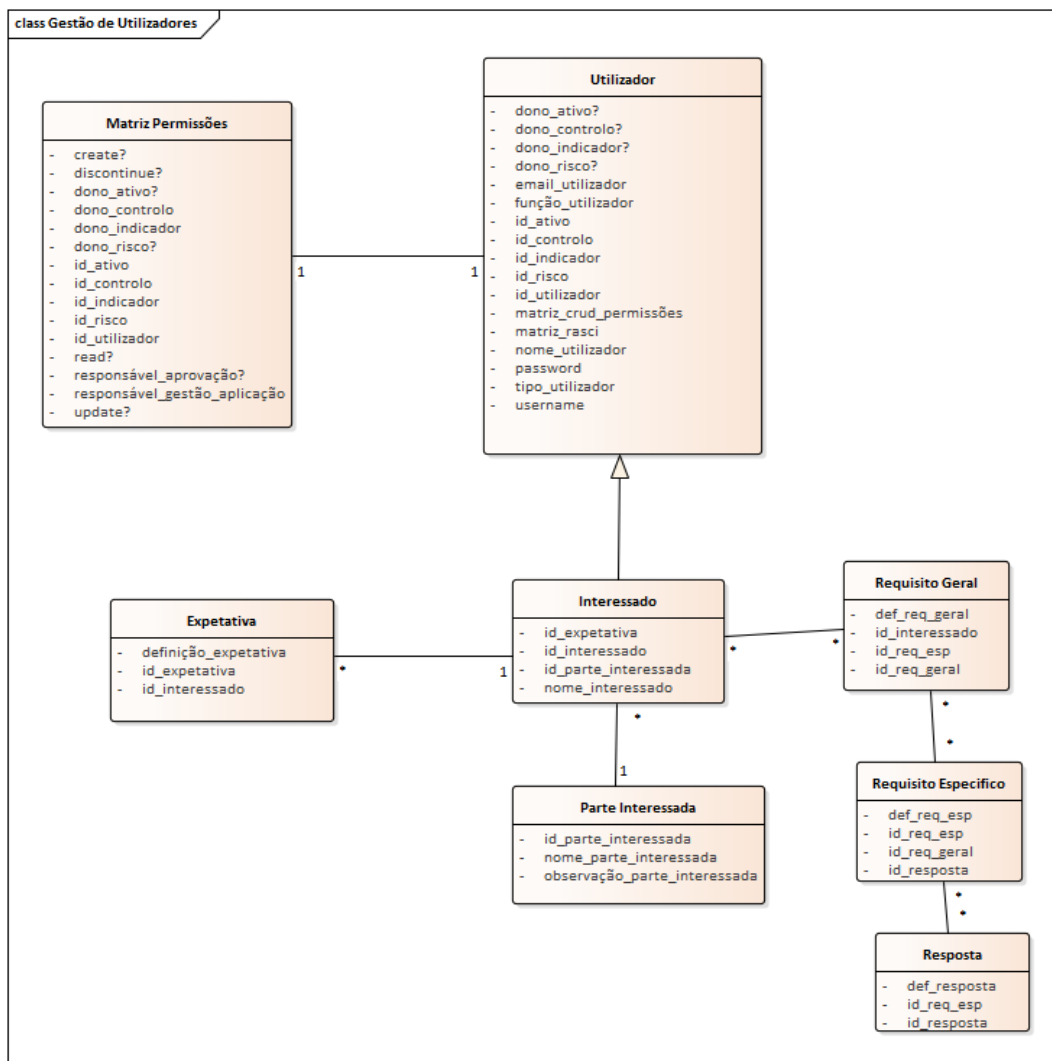 class Gestão de Utilizadores
Matriz Permissões
- create?
- discontinue?
- dono_ativo?
- dono_controlo
- dono_indicador
- dono_risco?
- id_ativo
- id_controlo
- id_indicador
- id_risco
- id_utilizador
- read?
- responsável_aprovação?
- responsável_gestão_aplicação
- update?
1
1
Utilizador
- dono_ativo?
- dono_controlo?
- dono_indicador?
- dono_risco?
- email_utilizador
- função_utilizador
- id_ativo
- id_controlo
- id_indicador
- id_risco
- id_utilizador
- matriz_crud_permissões
- matriz_rasci
- nome_utilizador
- password
- tipo_utilizador
- username
Expetativa
- definição_expetativa
- id_expetativa
- id_interessado
*
1
Interessado
- id_expetativa
- id_interessado
- id_parte_interessada
- nome_interessado
*
*
Requisito Geral
- def_req_geral
- id_interessado
- id_req_esp
- id_req_geral
*
1
Parte Interessada
- id_parte_interessada
- nome_parte_interessada
- observação_parte_interessada
*
*
Requisito Especifico
- def_req_esp
- id_req_esp
- id_req_geral
- id_resposta
*
*
Resposta
- def_resposta
- id_req_esp
- id_resposta